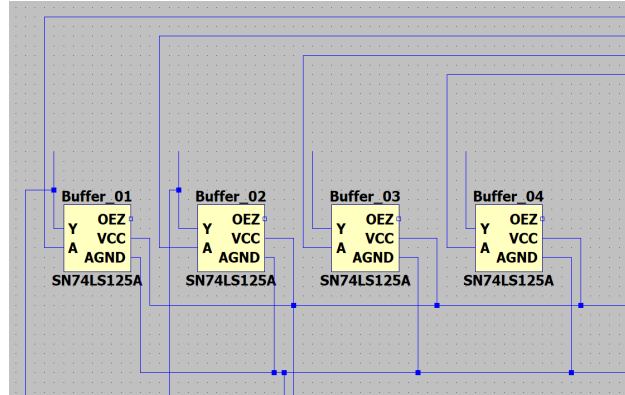 Buffer_01 Buffer_02 Buffer_03 Buffer_04
OEZ OEZ OEZ OEZ
Y VCC Y VCC Y VCC Y VCC
A AGND A AGND A AGND A AGND
SN74LS125A SN74LS125A SN74LS125A SN74LS125A